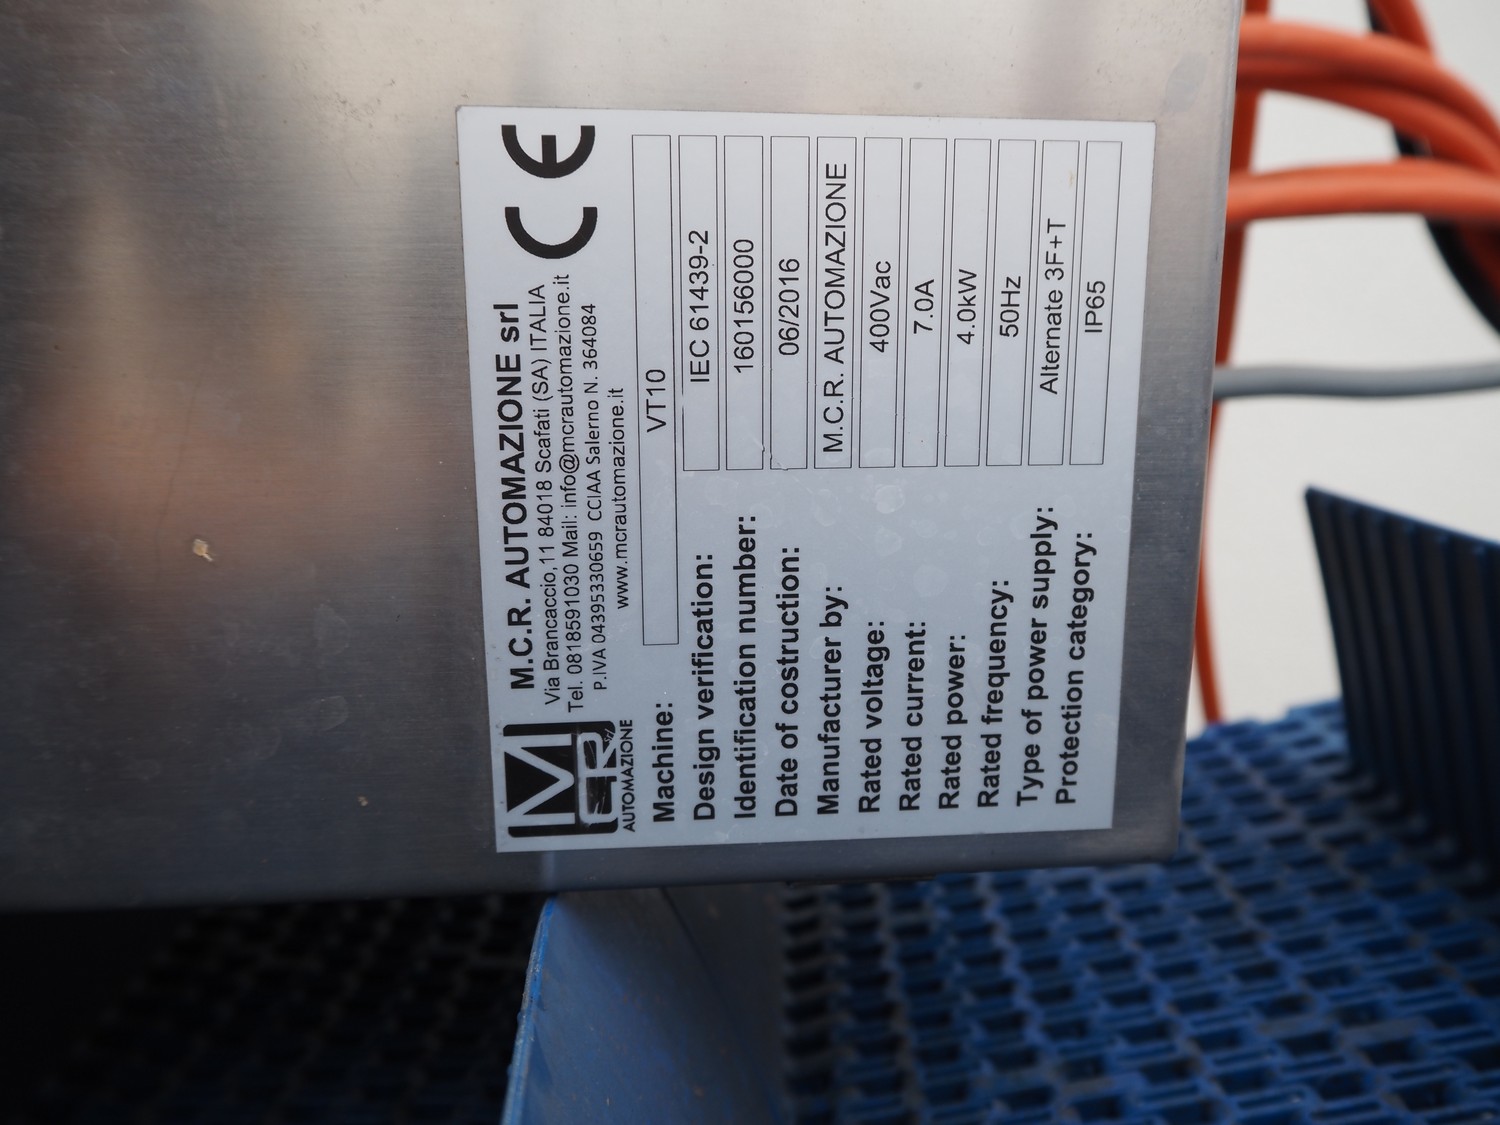 MCR
AUTOMAZIONE
M.C.R. AUTOMAZIONE srl
Via Brancaccio,11 84018 Scafati (SA) ITALIA
Tel. 0818591030 Mail: info@mcrautomazione.it
P.IVA 04395330659 CCIAA Salerno N. 364084
www.mcrautomazione.it
CE
Machine: VT10
Design verification: IEC 61439-2
Identification number: 160156000
Date of costruction: 06/2016
Manufacturer by: M.C.R. AUTOMAZIONE
Rated voltage: 400Vac
Rated current: 7.0A
Rated power: 4.0kW
Rated frequency: 50Hz
Type of power supply: Alternate 3F+T
Protection category: IP65